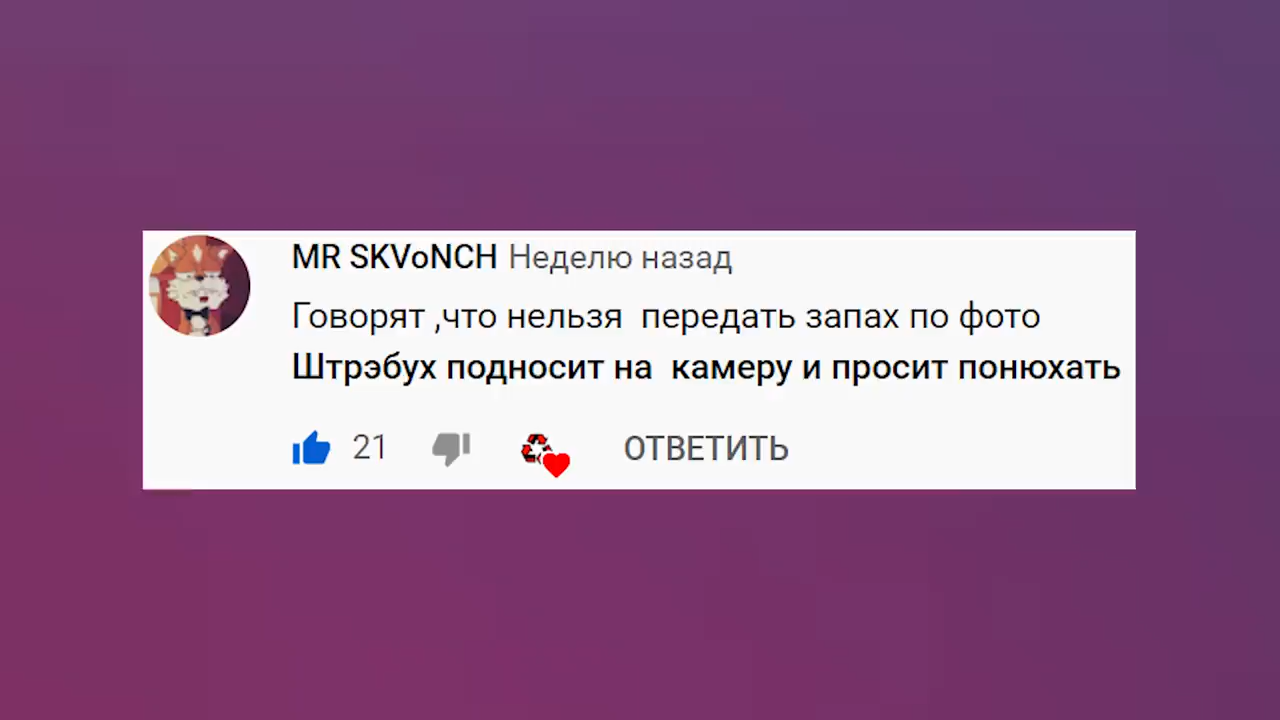 MR SKVoNCH Неделю назад
Говорят ,что нельзя  передать запах по фото
Штрэбух подносит на  камеру и просит понюхать
21 ОТВЕТИТЬ